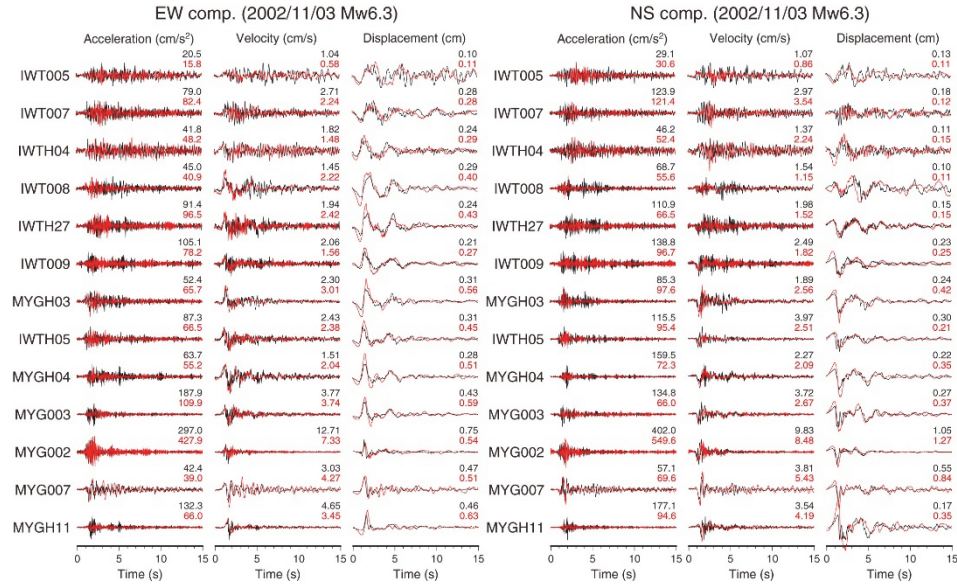 EW comp. (2002/11/03 Mw6.3)
Acceleration (cm/s²) Velocity (cm/s) Displacement (cm)
20.5 1.04 0.10
IWT005 15.8 0.58 0.11
79.0 2.71 0.28
IWT007 82.4 2.24 0.28
41.8 1.82 0.24
IWTH04 48.2 1.48 0.29
45.0 1.45 0.29
IWT008 40.9 2.22 0.40
91.4 1.94 0.24
IWTH27 96.5 2.42 0.43
105.1 2.06 0.21
IWT009 78.2 1.56 0.27
52.4 2.30 0.31
MYGH03 65.7 3.01 0.56
87.3 2.43 0.31
IWTH05 66.5 2.38 0.45
63.7 1.51 0.28
MYGH04 55.2 2.04 0.51
187.9 3.77 0.43
MYG003 109.9 3.74 0.59
297.0 12.71 0.75
MYG002 427.9 7.33 0.54
42.4 3.03 0.47
MYG007 39.0 4.27 0.51
132.3 4.65 0.46
MYGH11 66.0 3.45 0.63
0 5 10 15 0 5 10 15 0 5 10 15
Time (s) Time (s) Time (s)
NS comp. (2002/11/03 Mw6.3)
Acceleration (cm/s²) Velocity (cm/s) Displacement (cm)
29.1 1.07 0.13
IWT005 30.6 0.86 0.11
123.9 2.97 0.18
IWT007 121.4 3.54 0.12
46.2 1.37 0.11
IWTH04 52.4 2.24 0.15
68.7 1.54 0.10
IWT008 55.6 1.15 0.11
110.9 1.98 0.15
IWTH27 66.5 1.52 0.15
138.8 2.49 0.23
IWT009 96.7 1.82 0.25
85.3 1.89 0.24
MYGH03 97.6 2.56 0.42
115.5 3.97 0.30
IWTH05 95.4 2.51 0.21
159.5 2.27 0.22
MYGH04 72.3 2.09 0.35
134.8 3.72 0.27
MYG003 66.0 2.67 0.37
402.0 9.83 1.05
MYG002 549.6 8.48 1.27
57.1 3.81 0.55
MYG007 69.6 5.43 0.84
177.1 3.54 0.17
MYGH11 94.6 4.19 0.35
0 5 10 15 0 5 10 15 0 5 10 15
Time (s) Time (s) Time (s)